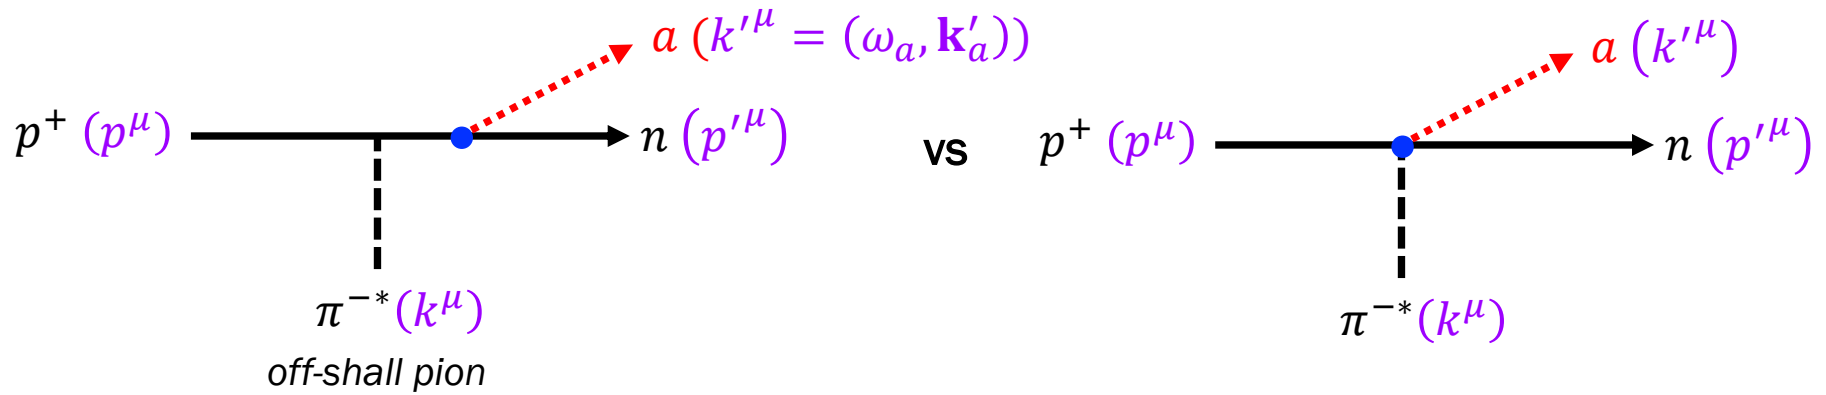 a (k′^μ = (ω_a, 𝐤′_a))
p⁺ (p^μ)
n (p′^μ)
π⁻*(k^μ)
off-shall pion
vs
a (k′^μ)
p⁺ (p^μ)
n (p′^μ)
π⁻*(k^μ)